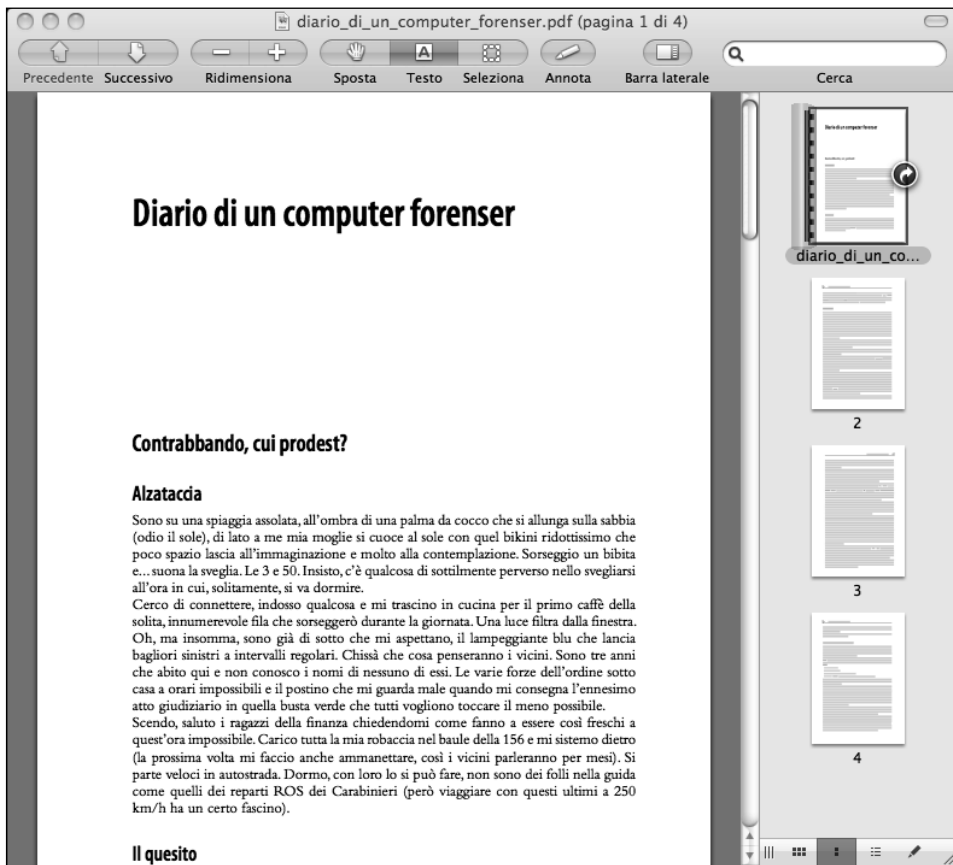 diario_di_un_computer_forenser.pdf (pagina 1 di 4)
Precedente Successivo Ridimensiona Sposta Testo Seleziona Annota Barra laterale Cerca
Diario di un computer forenser
Contrabbando, cui prodest?
Alzataccia
Sono su una spiaggia assolata, all'ombra di una palma da cocco che si allunga sulla sabbia
(odio il sole), di lato a me mia moglie si cuoce al sole con quel bikini ridottissimo che
poco spazio lascia all'immaginazione e molto alla contemplazione. Sorseggio un bibita
e... suona la sveglia. Le 3 e 50. Insisto, c'è qualcosa di sottilmente perverso nello svegliarsi
all'ora in cui, solitamente, si va dormire.
Cerco di connettere, indosso qualcosa e mi trascino in cucina per il primo caffè della
solita, innumerevole fila che sorseggerò durante la giornata. Una luce filtra dalla finestra.
Oh, ma insomma, sono già di sotto che mi aspettano, il lampeggiante blu che lancia
bagliori sinistri a intervalli regolari. Chissà che cosa penseranno i vicini. Sono tre anni
che abito qui e non conosco i nomi di nessuno di essi. Le varie forze dell'ordine sotto
casa a orari impossibili e il postino che mi guarda male quando mi consegna l'ennesimo
atto giudiziario in quella busta verde che tutti vogliono toccare il meno possibile.
Scendo, saluto i ragazzi della finanza chiedendomi come fanno a essere così freschi a
quest'ora impossibile. Carico tutta la mia robaccia nel baule della 156 e mi sistemo dietro
(la prossima volta mi faccio anche ammanettare, così i vicini parleranno per mesi). Si
parte veloci in autostrada. Dormo, con loro lo si può fare, non sono dei folli nella guida
come quelli dei reparti ROS dei Carabinieri (però viaggiare con questi ultimi a 250
km/h ha un certo fascino).
Il quesito
Diario di un computer forenser
diario_di_un_co...
2
3
4